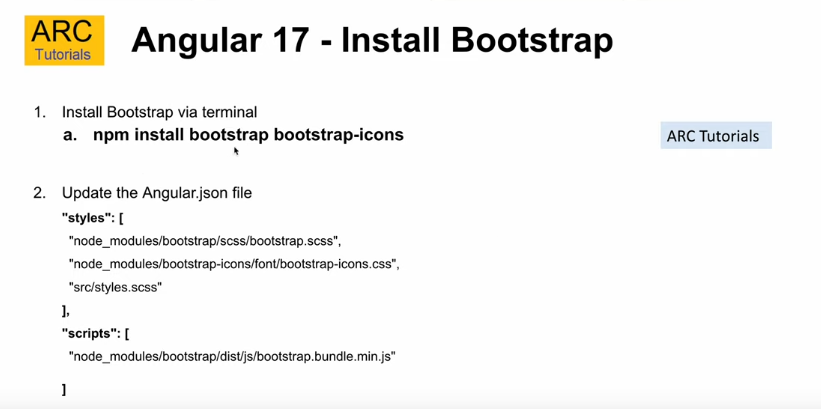 ARC
Tutorials
Angular 17 - Install Bootstrap
1. Install Bootstrap via terminal
a. npm install bootstrap bootstrap-icons
ARC Tutorials
2. Update the Angular.json file
"styles": [
"node_modules/bootstrap/scss/bootstrap.scss",
"node_modules/bootstrap-icons/font/bootstrap-icons.css",
"src/styles.scss"
],
"scripts": [
"node_modules/bootstrap/dist/js/bootstrap.bundle.min.js"
]